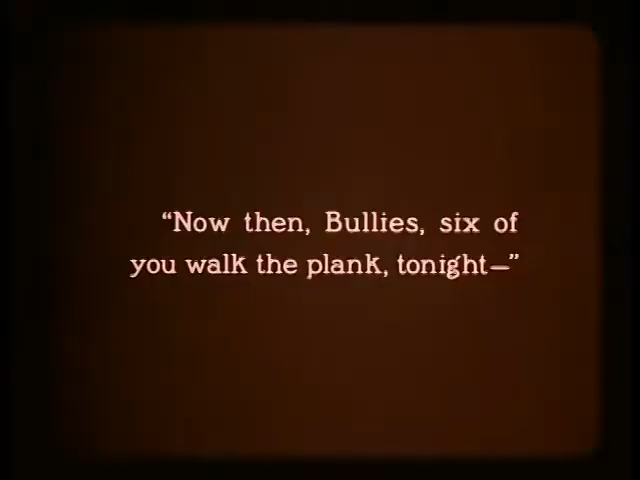 “Now then, Bullies, six of
you walk the plank, tonight—”